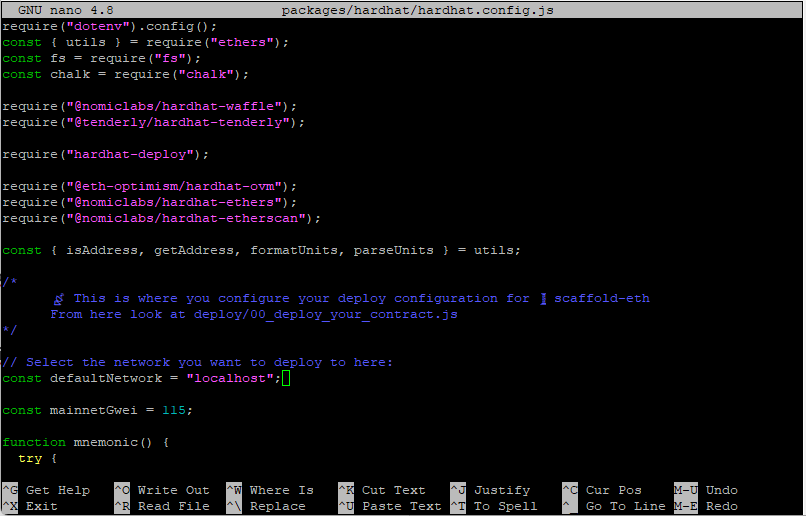 GNU nano 4.8 packages/hardhat/hardhat.config.js
require("dotenv").config();
const { utils } = require("ethers");
const fs = require("fs");
const chalk = require("chalk");
require("@nomiclabs/hardhat-waffle");
require("@tenderly/hardhat-tenderly");
require("hardhat-deploy");
require("@eth-optimism/hardhat-ovm");
require("@nomiclabs/hardhat-ethers");
require("@nomiclabs/hardhat-etherscan");
const { isAddress, getAddress, formatUnits, parseUnits } = utils;
/*
This is where you configure your deploy configuration for scaffold-eth
From here look at deploy/00_deploy_your_contract.js
*/
// Select the network you want to deploy to here:
const defaultNetwork = "localhost";
const mainnetGwei = 115;
function mnemonic() {
try {
^G Get Help ^O Write Out ^W Where Is ^K Cut Text ^J Justify ^C Cur Pos M-U Undo
^X Exit ^R Read File ^\ Replace ^U Paste Text ^T To Spell ^_ Go To Line M-E Redo